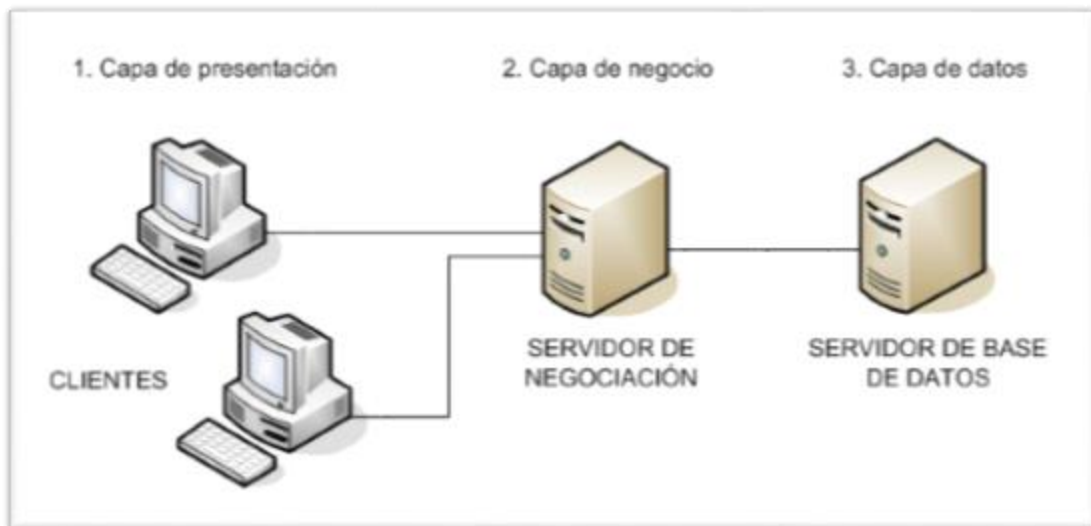 1. Capa de presentación
2. Capa de negocio
3. Capa de datos
CLIENTES
SERVIDOR DE
NEGOCIACIÓN
SERVIDOR DE BASE
DE DATOS